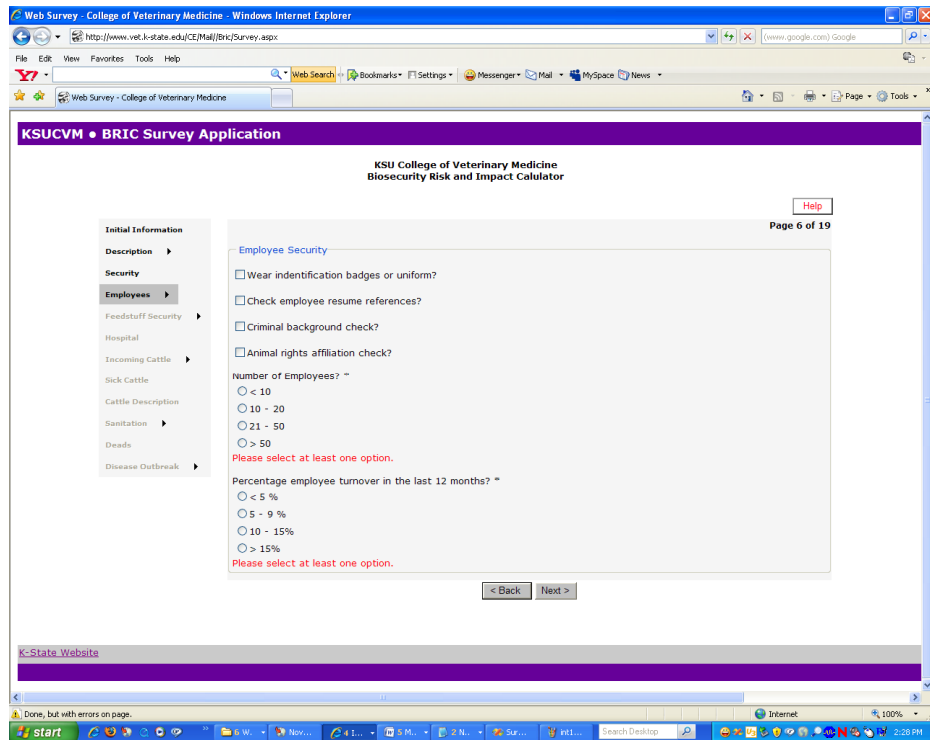 Web Survey - College of Veterinary Medicine - Windows Internet Explorer
http://www.vet.k-state.edu/CE/Mail//Bric/Survey.aspx
(www.google.com) Google
File Edit View Favorites Tools Help
Y7 Web Search Bookmarks Settings Messenger Mail MySpace News
Web Survey - College of Veterinary Medicine
Page Tools
KSUCVM ● BRIC Survey Application
KSU College of Veterinary Medicine
Biosecurity Risk and Impact Calulator
Help
Page 6 of 19
Initial Information
Description
Security
Employees
Feedstuff Security
Hospital
Incoming Cattle
Sick Cattle
Cattle Description
Sanitation
Deads
Disease Outbreak
Employee Security
Wear indentification badges or uniform?
Check employee resume references?
Criminal background check?
Animal rights affiliation check?
Number of Employees? *
< 10
10 - 20
21 - 50
> 50
Please select at least one option.
Percentage employee turnover in the last 12 months? *
< 5 %
5 - 9 %
10 - 15%
> 15%
Please select at least one option.
< Back Next >
K-State Website
Done, but with errors on page. Internet 100%
start 6 W.. Nov... 4 I... 5 M.. 2 N.. Sur... int1... Search Desktop 2:28 PM